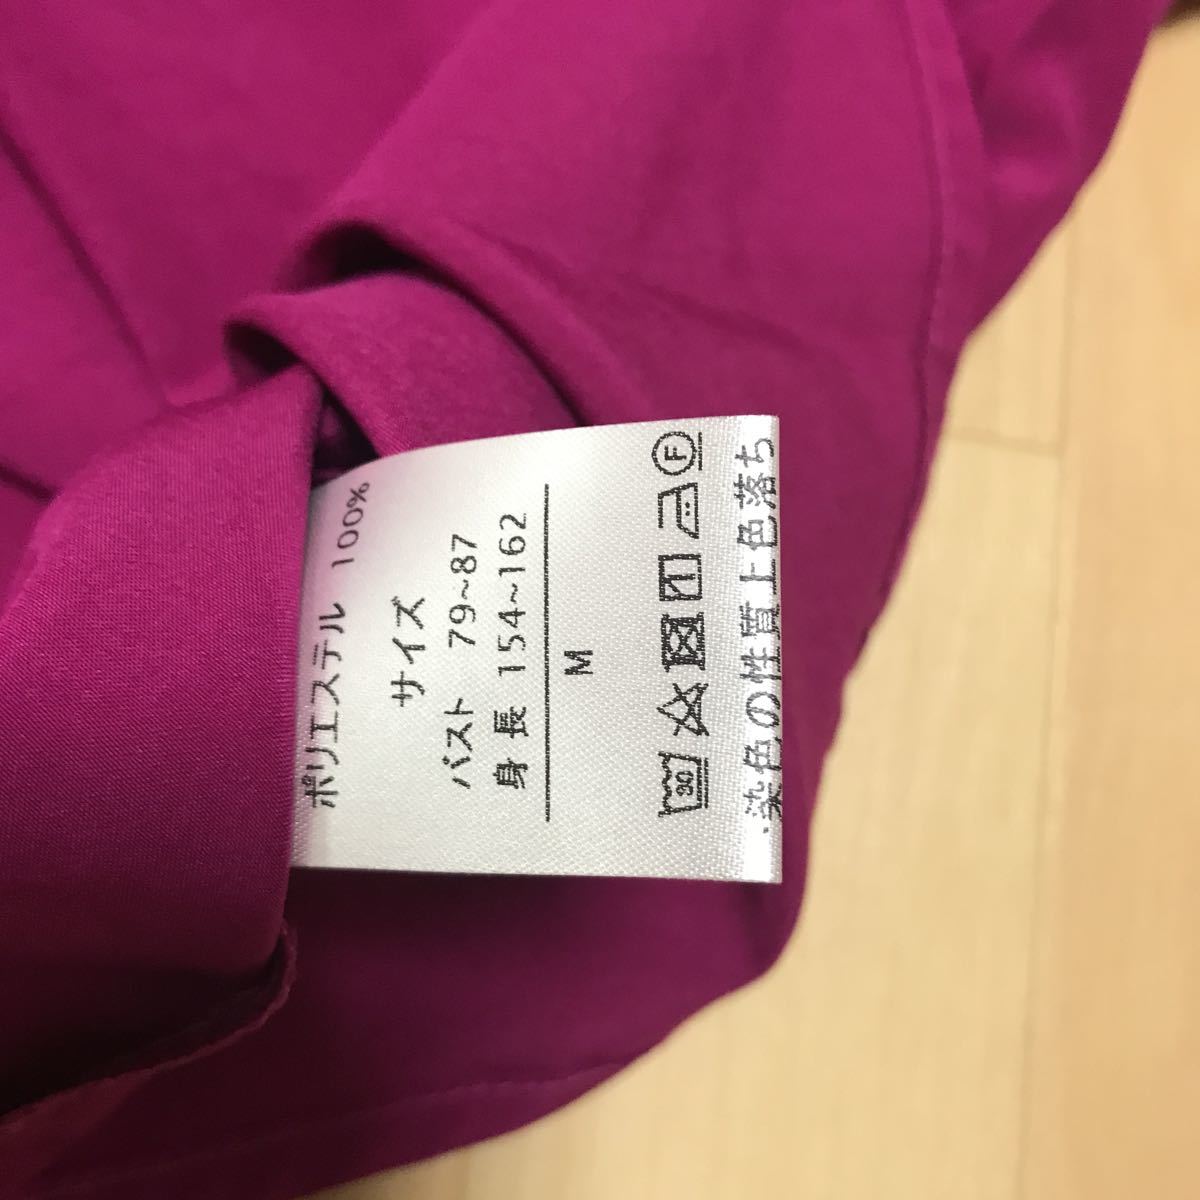 ポリエステル 100%
サイズ
バスト 79~87
身長 154~162
M
30
F
.染色の性質上色落ち